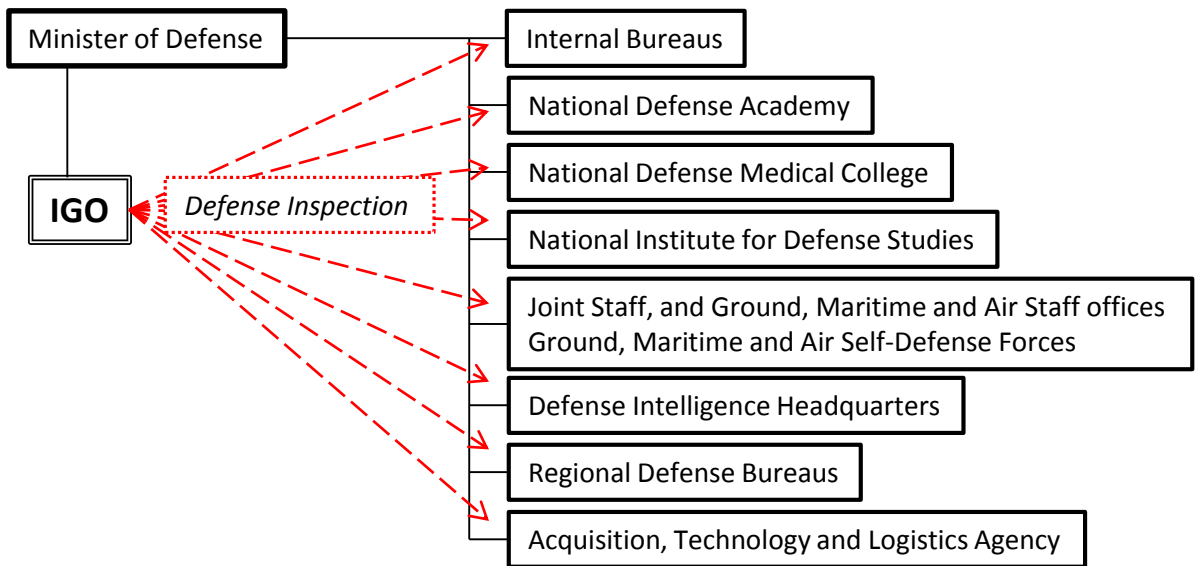 Minister of Defense
Internal Bureaus
National Defense Academy
National Defense Medical College
IGO
Defense Inspection
National Institute for Defense Studies
Joint Staff, and Ground, Maritime and Air Staff offices
Ground, Maritime and Air Self-Defense Forces
Defense Intelligence Headquarters
Regional Defense Bureaus
Acquisition, Technology and Logistics Agency